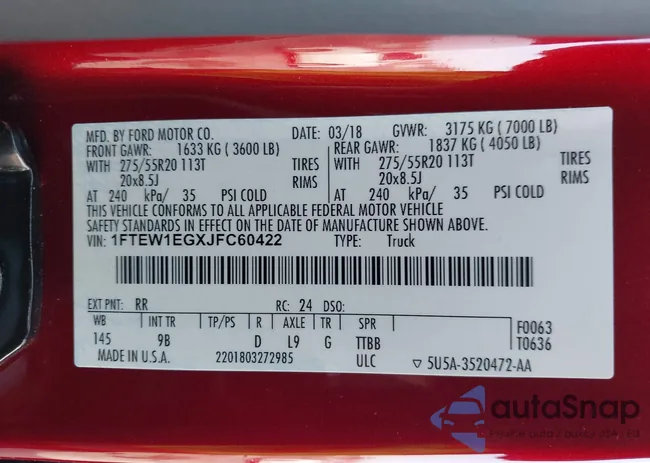 MFD. BY FORD MOTOR CO. DATE: 03/18 GVWR: 3175 KG (7000 LB)
FRONT GAWR: 1633 KG (3600 LB) REAR GAWR: 1837 KG (4050 LB)
WITH 275/55R20 113T TIRES WITH 275/55R20 113T TIRES
20x8.5J RIMS 20x8.5J RIMS
AT 240 kPa/ 35 PSI COLD AT 240 kPa/ 35 PSI COLD
THIS VEHICLE CONFORMS TO ALL APPLICABLE FEDERAL MOTOR VEHICLE
SAFETY STANDARDS IN EFFECT ON THE DATE OF MANUFACTURE SHOWN ABOVE.
VIN: 1FTEW1EGXJFC60422 TYPE: Truck
EXT PNT: RR RC: 24 DSO:
WB INT TR TP/PS R AXLE TR SPR F0063
145 9B D L9 G TTBB T0636
MADE IN U.S.A. 2201803272985 ULC ▽ 5U5A-3520472-AA
autoSnap